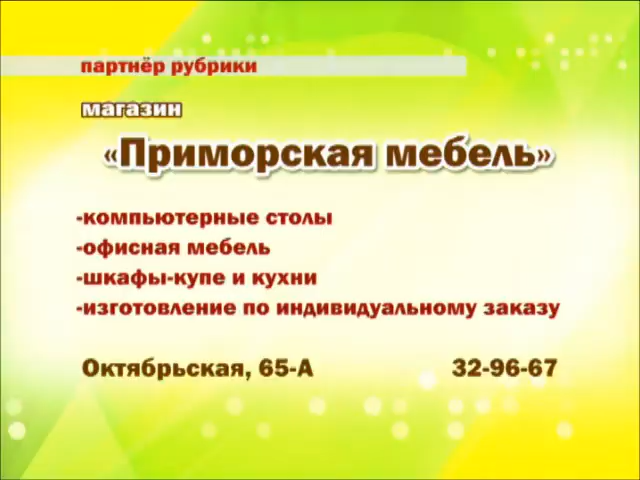 партнёр рубрики
магазин
«Приморская мебель»
-компьютерные столы
-офисная мебель
-шкафы-купе и кухни
-изготовление по индивидуальному заказу
Октябрьская, 65-А 32-96-67